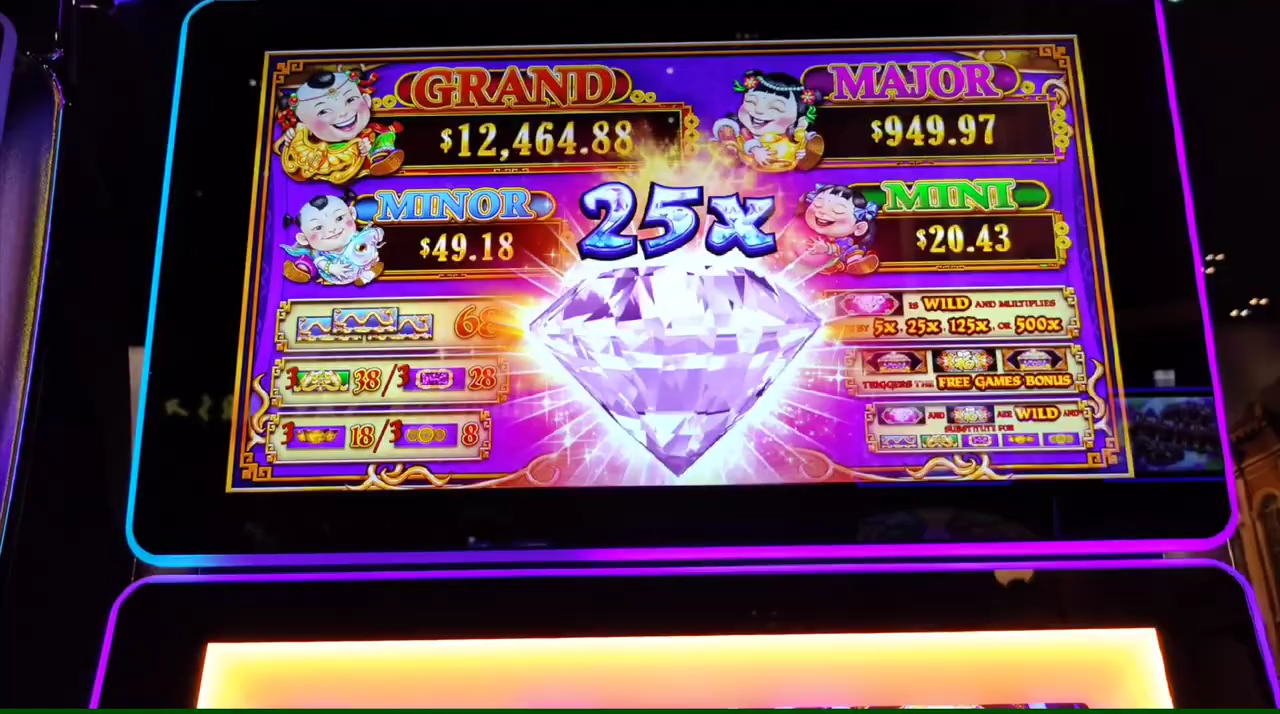 GRAND
$12,464.88
MAJOR
$949.97
MINOR
$49.18
25x
MINI
$20.43
68
3 38/3 28
3 18/3 8
IS WILD AND MULTIPLIES
BY 5x, 25x, 125x, OR 500x
TRIGGERS THE FREE GAMES BONUS
AND ARE WILD AND
SUBSTITUTE FOR